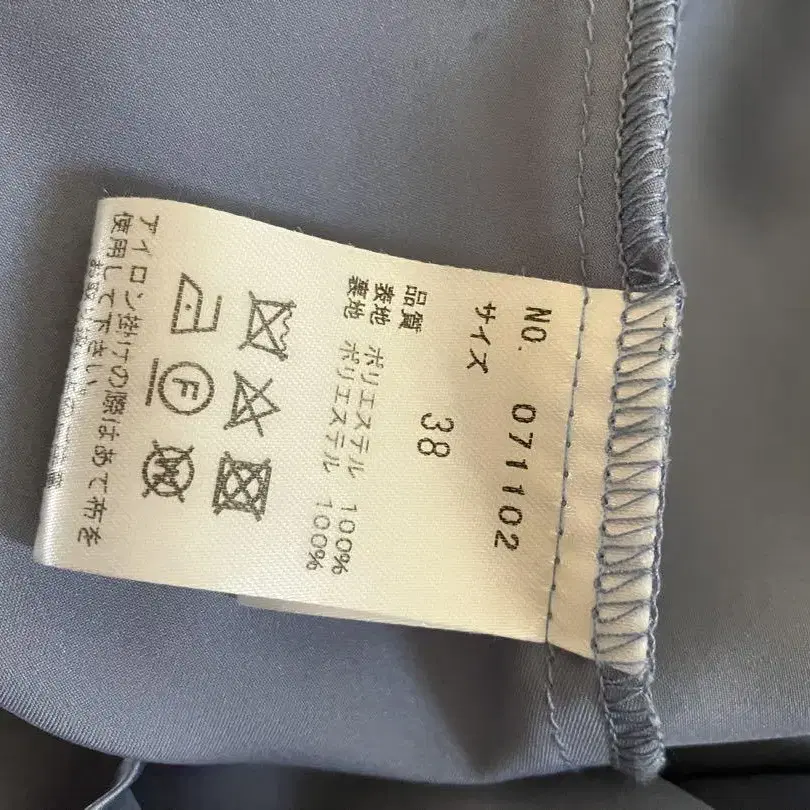 NO. 071102
サイズ 38
品質
表地 ポリエステル 100%
裏地 ポリエステル 100%
F
W
アイロン掛けの際はあて布を
使用して下さい